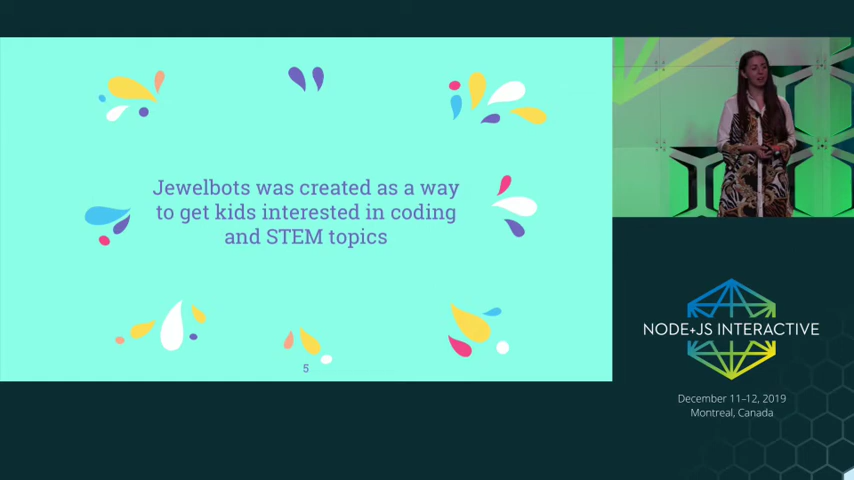 Jewelbots was created as a way
to get kids interested in coding
and STEM topics
5
NODE+JS INTERACTIVE
December 11–12, 2019
Montreal, Canada